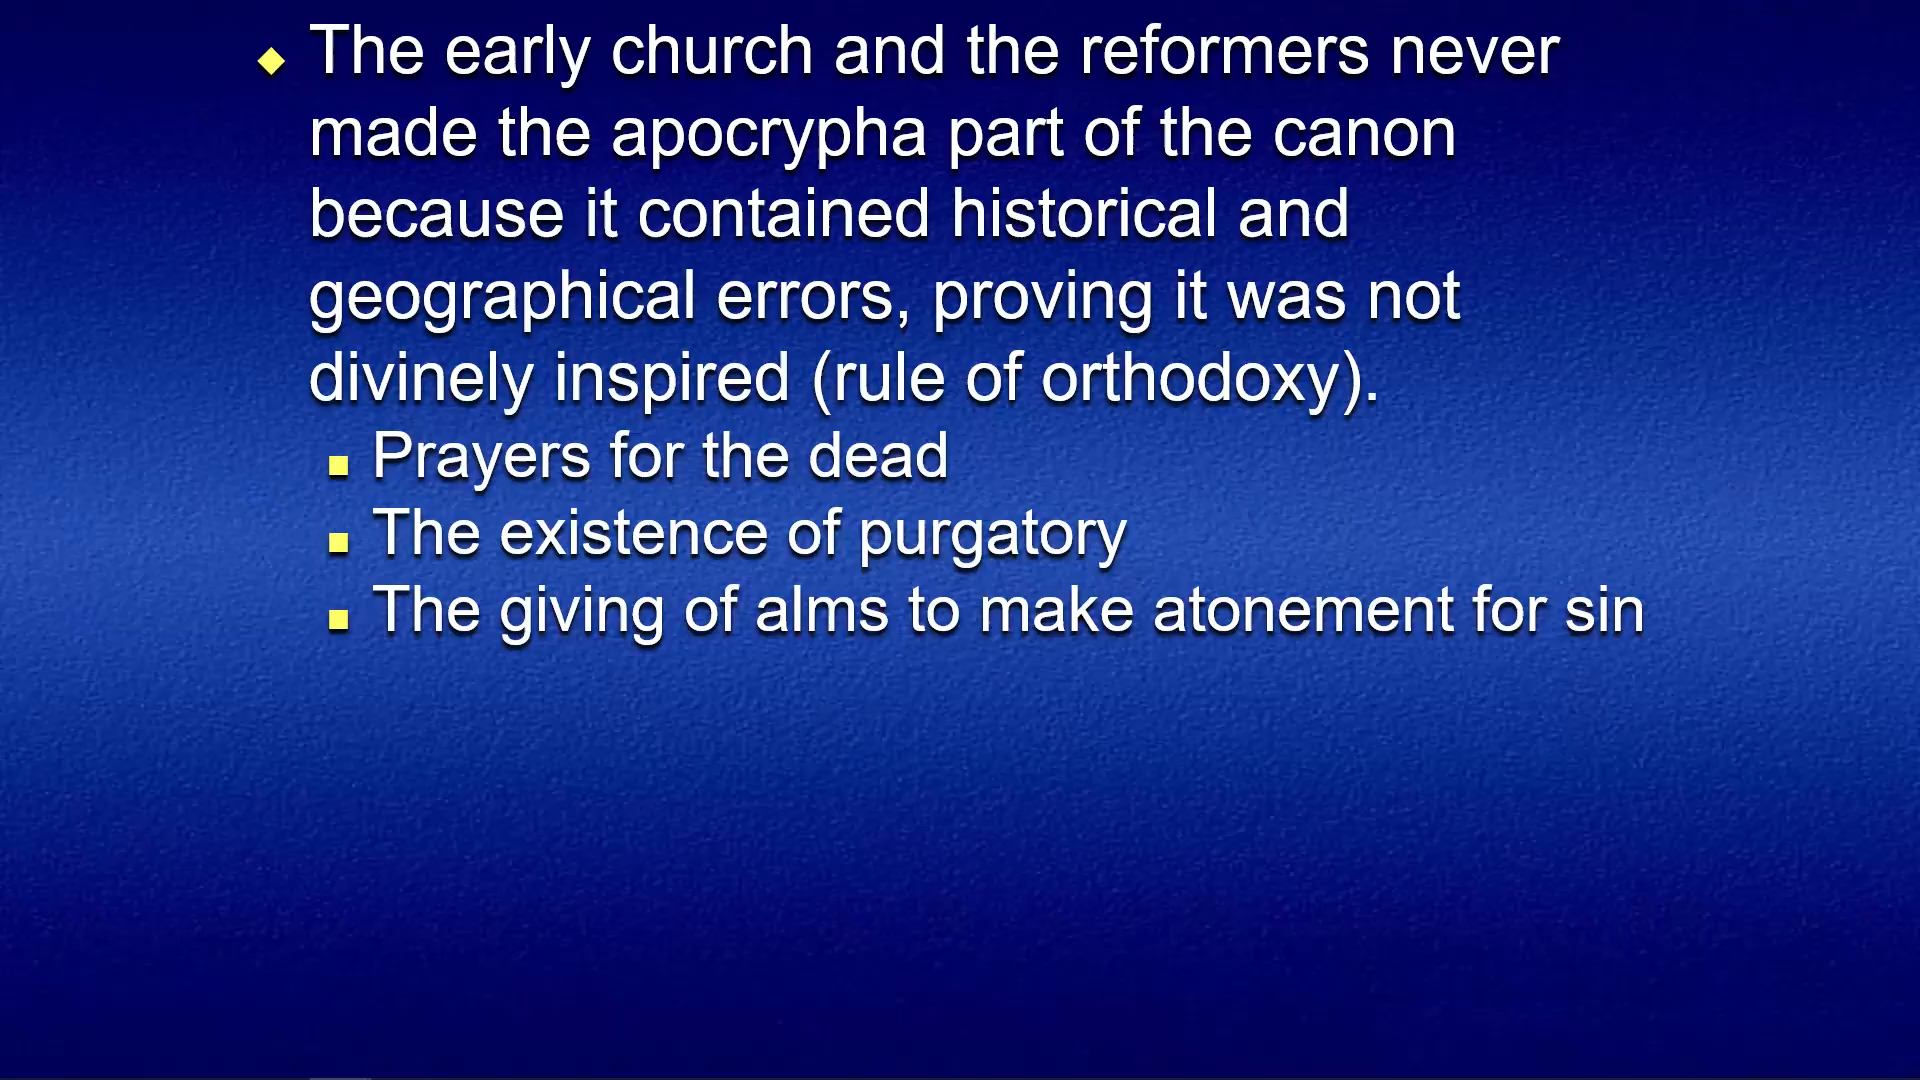 The early church and the reformers never
made the apocrypha part of the canon
because it contained historical and
geographical errors, proving it was not
divinely inspired (rule of orthodoxy).
Prayers for the dead
The existence of purgatory
The giving of alms to make atonement for sin